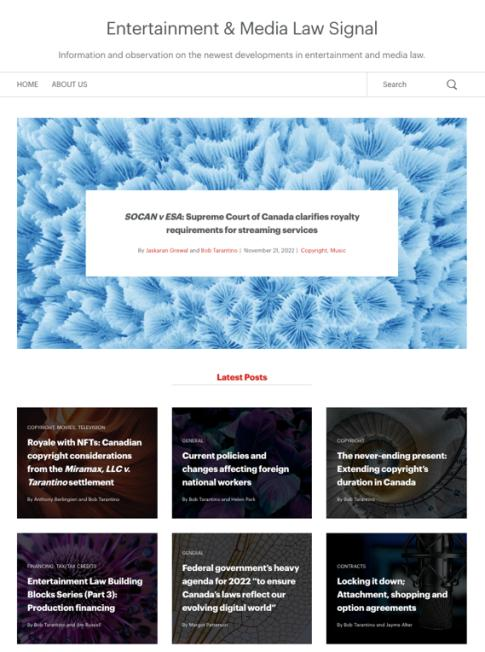 Entertainment & Media Law Signal
Information and observation on the newest developments in entertainment and media law.
HOME ABOUT US Search
SOCAN v ESA: Supreme Court of Canada clarifies royalty
requirements for streaming services
By Jaskaran Grewal and Bob Tarantino | November 21, 2022 | Copyright, Music
Latest Posts
COPYRIGHT, MOVIES, TELEVISION
Royale with NFTs: Canadian
copyright considerations
from the Miramax, LLC v.
Tarantino settlement
By Anthony Berlingieri and Bob Tarantino
GENERAL
Current policies and
changes affecting foreign
national workers
By Bob Tarantino and Helen Park
COPYRIGHT
The never-ending present:
Extending copyright's
duration in Canada
By Bob Tarantino
FINANCING, TAX/TAX CREDITS
Entertainment Law Building
Blocks Series (Part 3):
Production financing
By Bob Tarantino and Jim Russell
GENERAL
Federal government's heavy
agenda for 2022 "to ensure
Canada's laws reflect our
evolving digital world"
By Margot Patterson
CONTRACTS
Locking it down;
Attachment, shopping and
option agreements
By Bob Tarantino and Jayme Alter